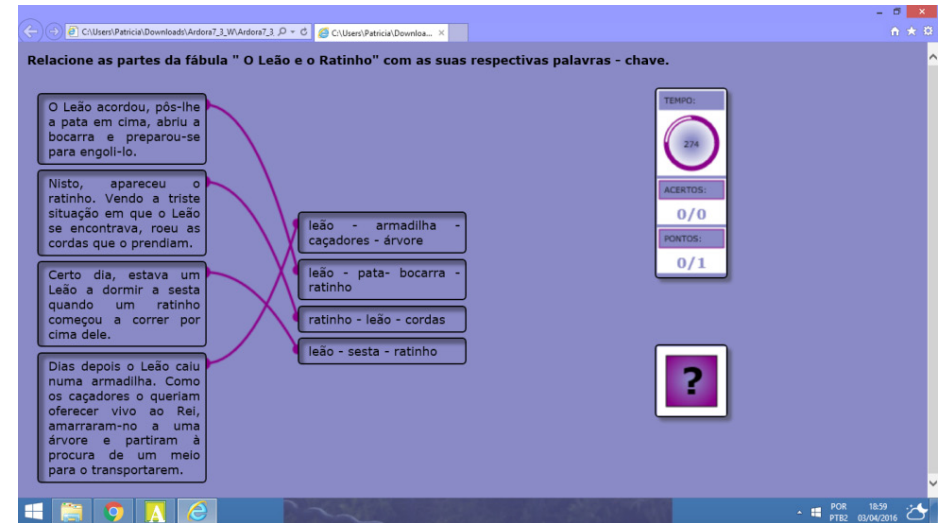 C:\Users\Patricia\Downloads\Ardora7_3_W\Ardora7_3
C:\Users\Patricia\Downloa...
Relacione as partes da fábula " O Leão e o Ratinho" com as suas respectivas palavras - chave.
O Leão acordou, pôs-lhe
a pata em cima, abriu a
bocarra e preparou-se
para engoli-lo.
Nisto, apareceu o
ratinho. Vendo a triste
situação em que o Leão
se encontrava, roeu as
cordas que o prendiam.
Certo dia, estava um
Leão a dormir a sesta
quando um ratinho
começou a correr por
cima dele.
Dias depois o Leão caiu
numa armadilha. Como
os caçadores o queriam
oferecer vivo ao Rei,
amarraram-no a uma
árvore e partiram à
procura de um meio
para o transportarem.
leão - armadilha -
caçadores - árvore
leão - pata- bocarra -
ratinho
ratinho - leão - cordas
leão - sesta - ratinho
TEMPO:
274
ACERTOS:
0/0
PONTOS:
0/1
?
A
POR
PTB2
18:59
03/04/2016